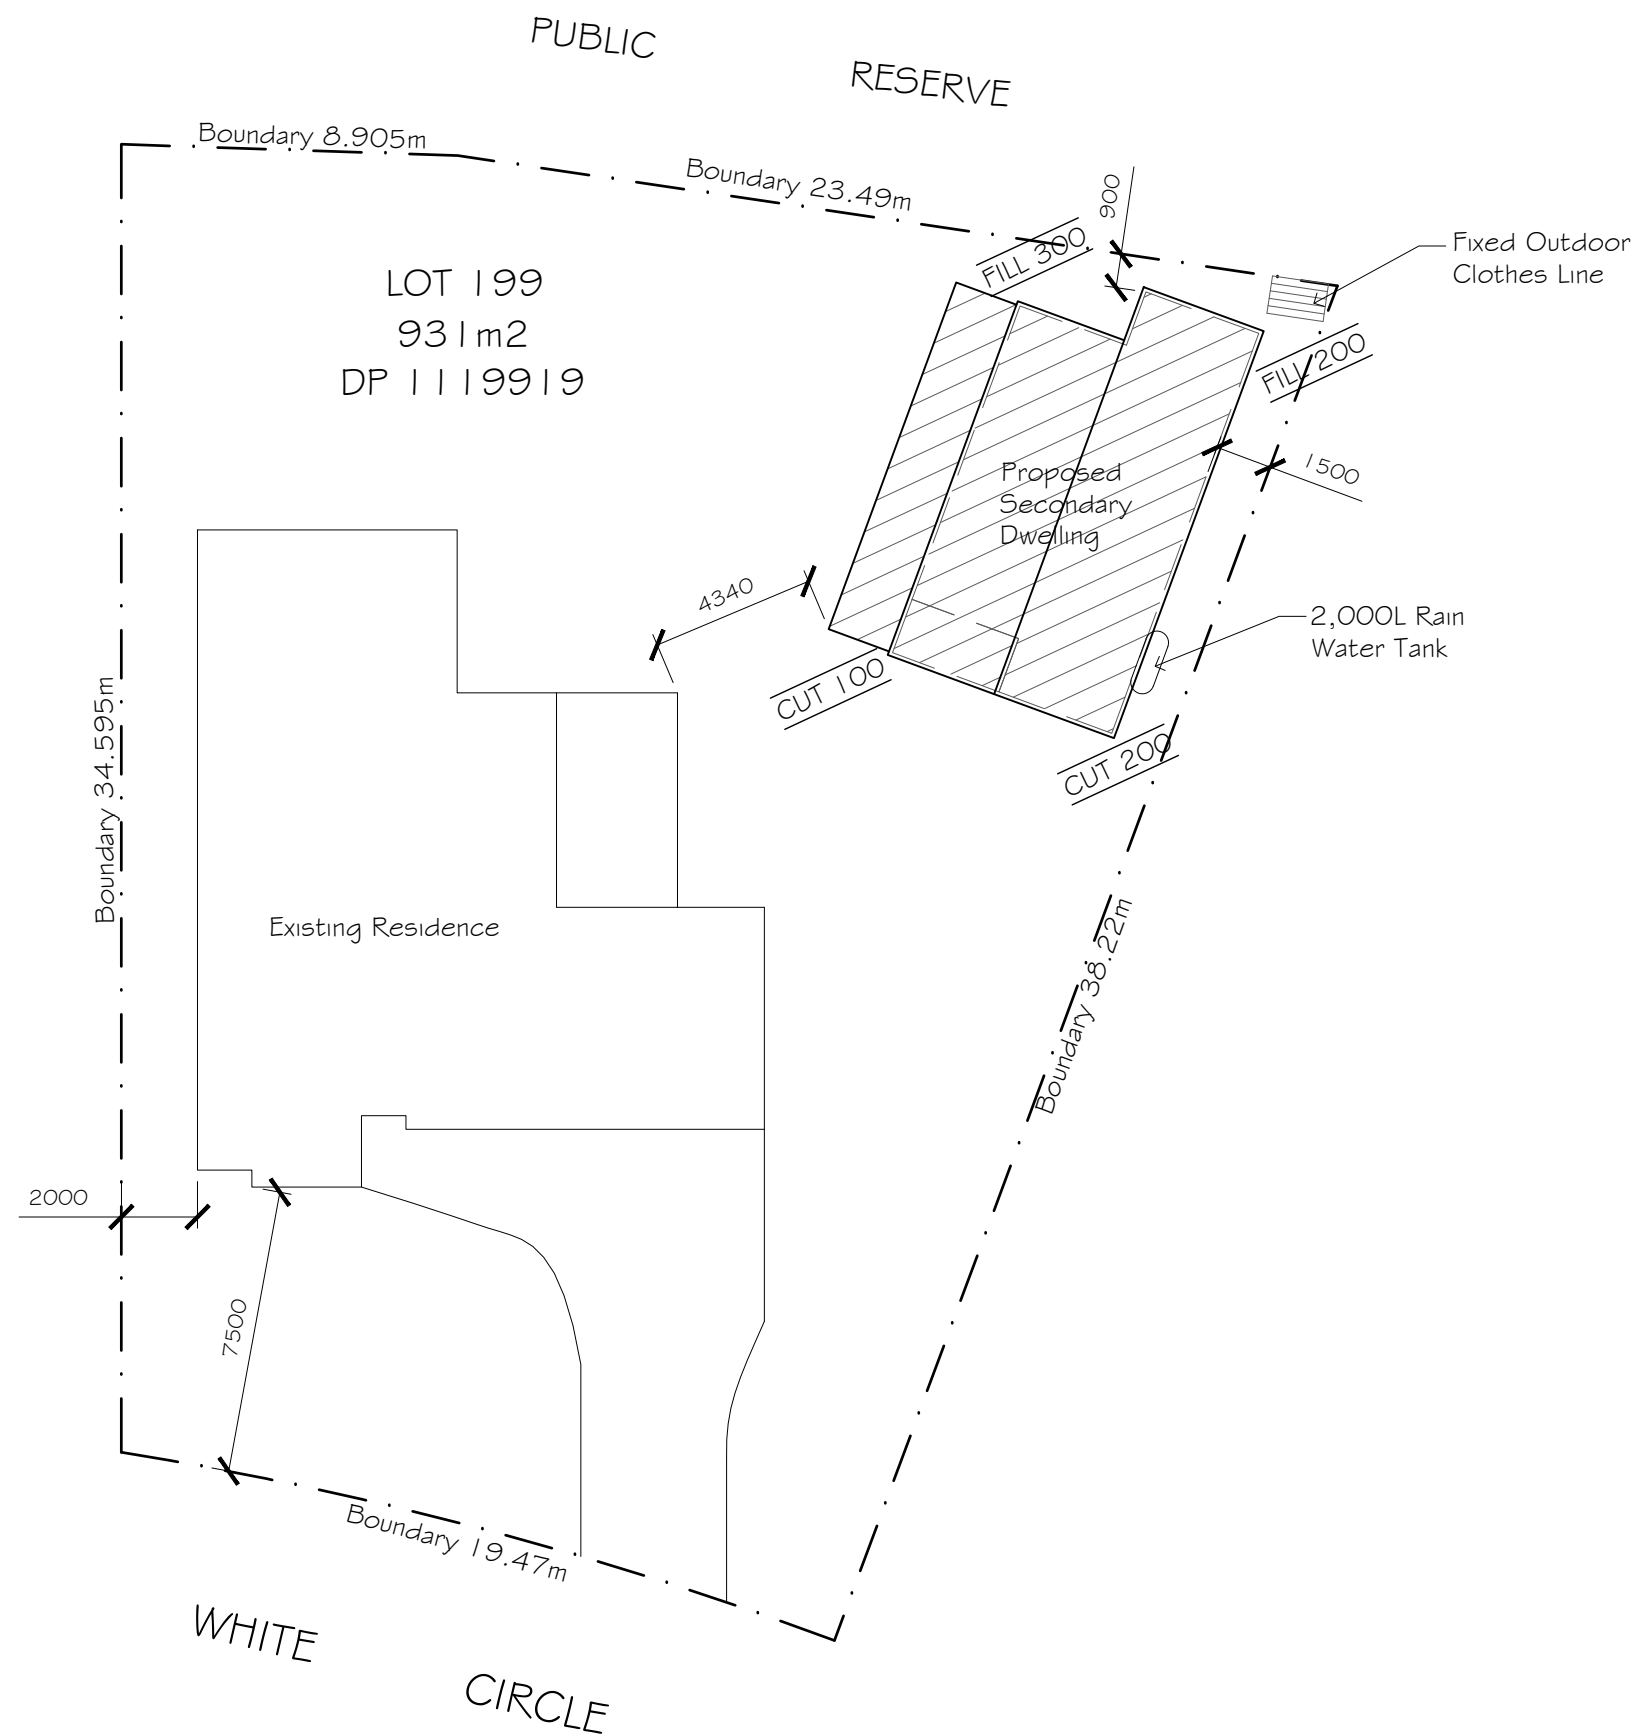 PUBLIC RESERVE
Boundary 8.905m
Boundary 23.49m
900
FILL 300
Fixed Outdoor
Clothes Line
LOT 199
931m2
DP 1119919
FILL 200
Proposed
Secondary
Dwelling
1500
4340
2,000L Rain
Water Tank
CUT 100
CUT 200
Boundary 34.595m
Existing Residence
Boundary 38.22m
2000
7500
Boundary 19.47m
WHITE CIRCLE